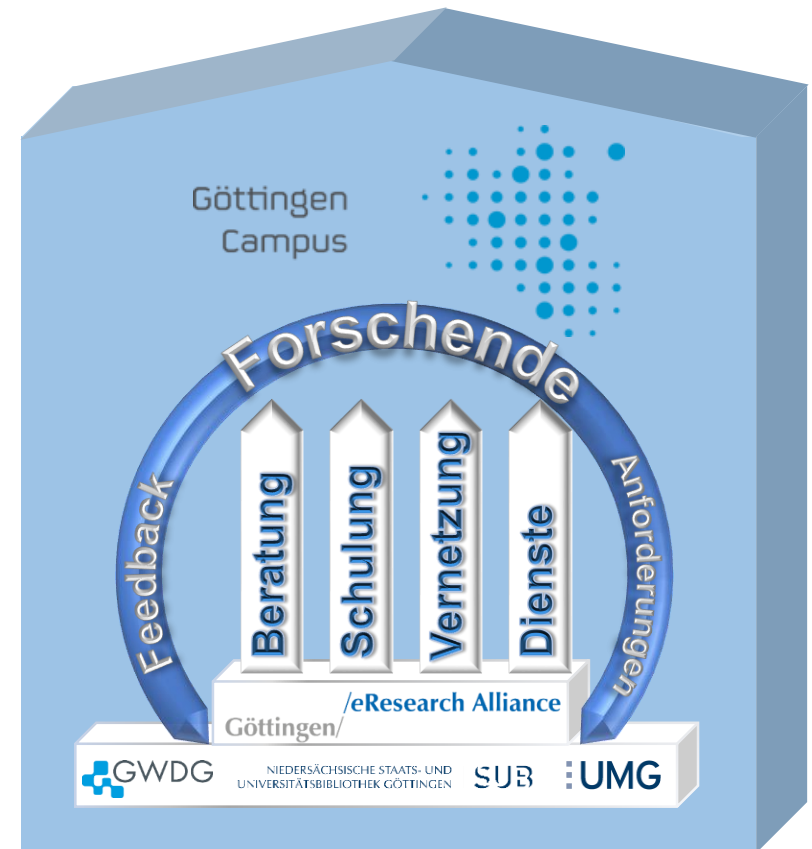 Göttingen
Campus
Forschende
Feedback
Anforderungen
Beratung
Schulung
Vernetzung
Dienste
/eResearch Alliance
Göttingen/
GWDG
NIEDERSÄCHSISCHE STAATS- UND
UNIVERSITÄTSBIBLIOTHEK GÖTTINGEN
SUB
UMG